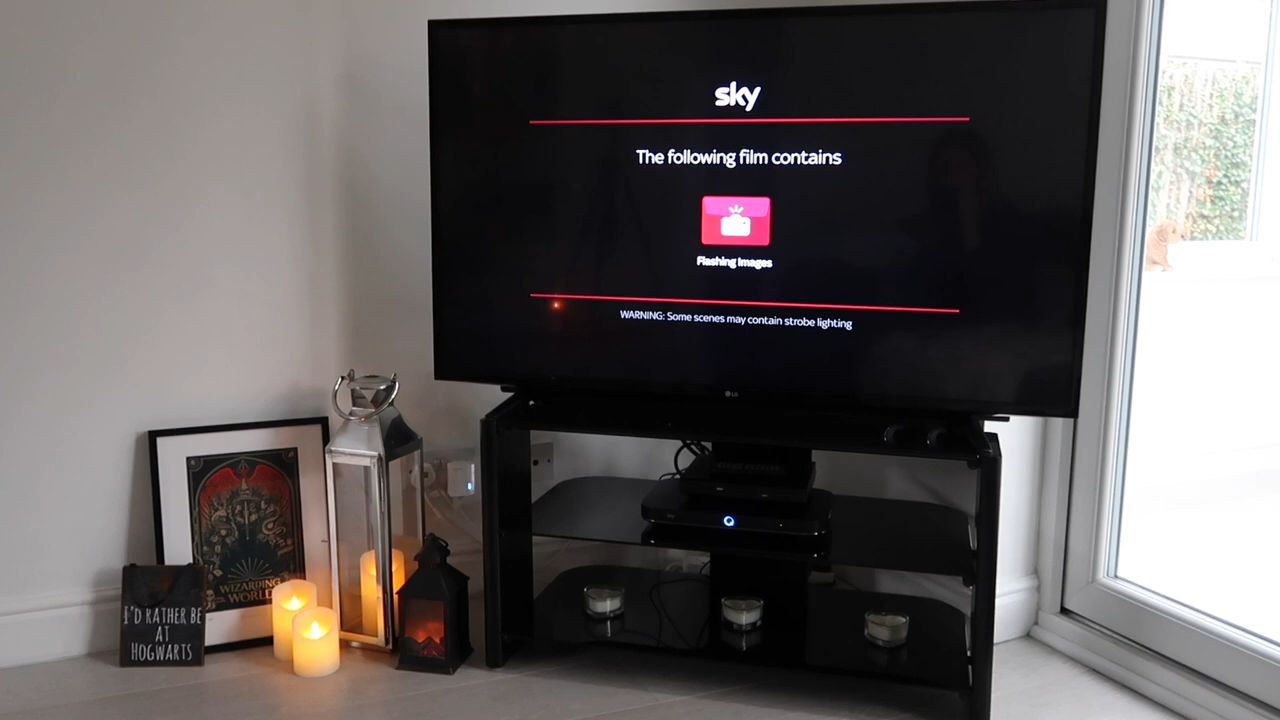 sky
The following film contains
Flashing Images
WARNING: Some scenes may contain strobe lighting
LG
WIZARDING
WORLD
I'D RATHER BE
AT
HOGWARTS